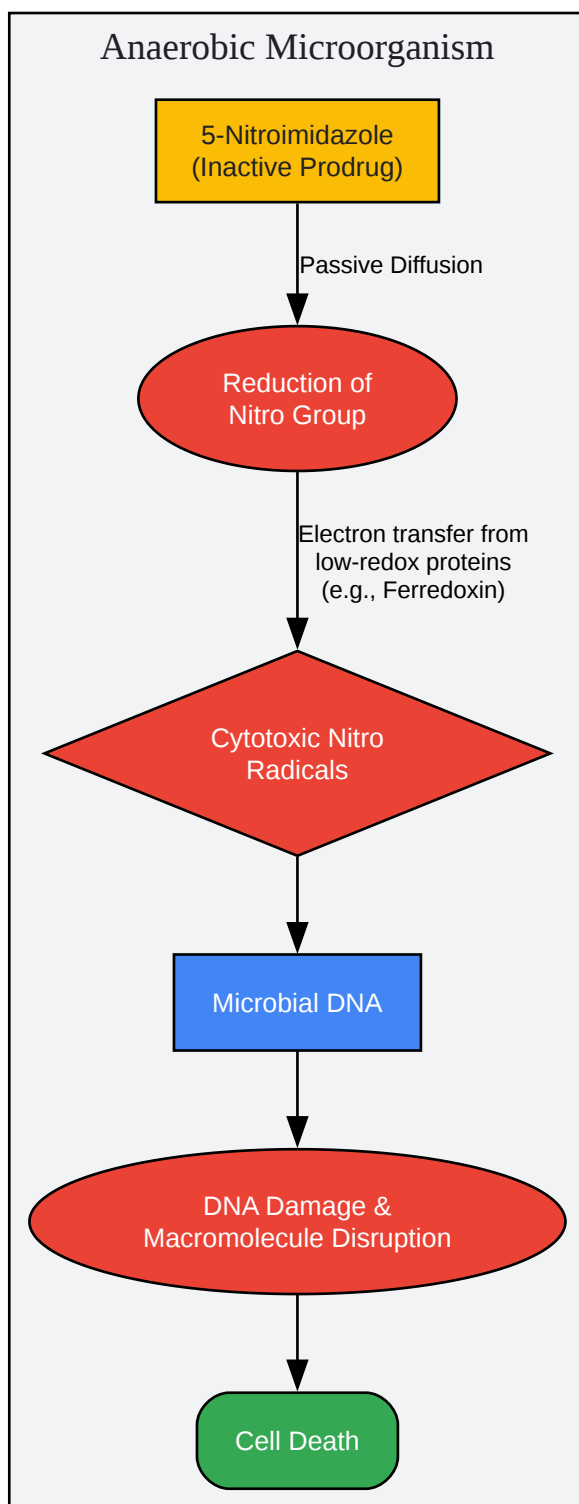 Anaerobic Microorganism
5-Nitroimidazole
(Inactive Prodrug)
Passive Diffusion
Reduction of
Nitro Group
Electron transfer from
low-redox proteins
(e.g., Ferredoxin)
Cytotoxic Nitro
Radicals
Microbial DNA
DNA Damage &
Macromolecule Disruption
Cell Death